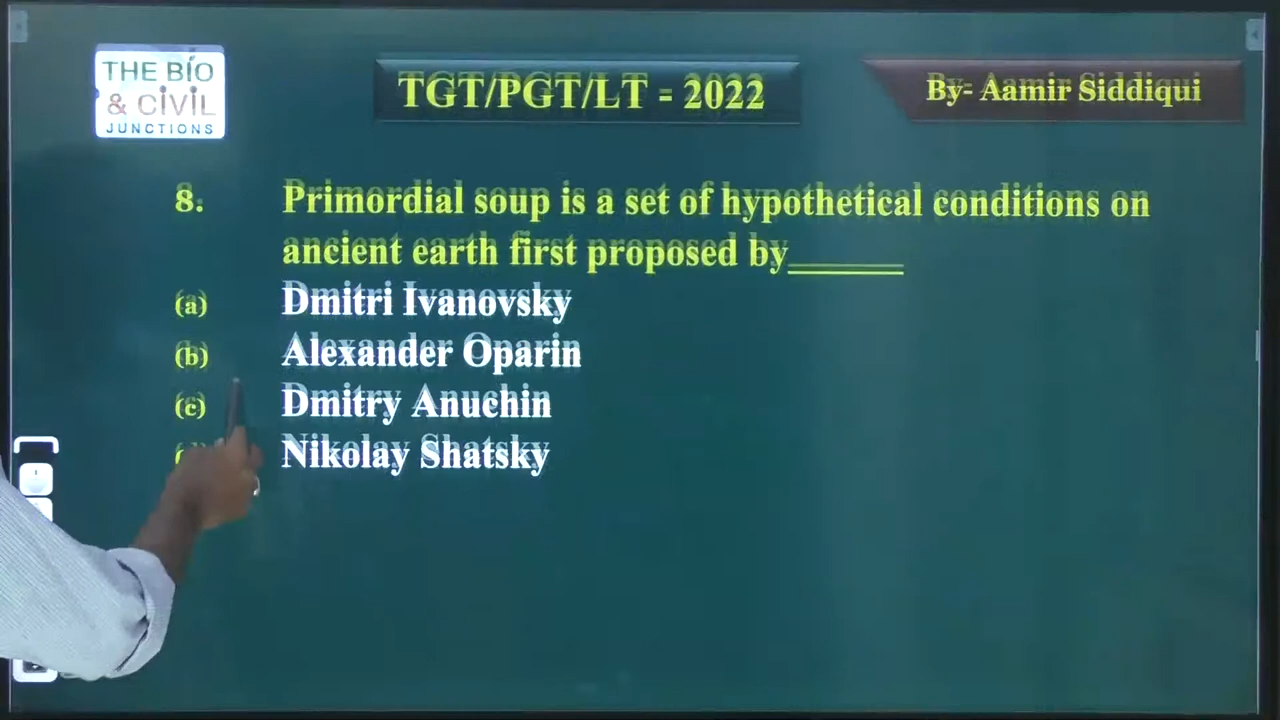 THE BIO
& CIVIL
JUNCTIONS
TGT/PGT/LT = 2022
By- Aamir Siddiqui
8. Primordial soup is a set of hypothetical conditions on
ancient earth first proposed by______
(a) Dmitri Ivanovsky
(b) Alexander Oparin
(c) Dmitry Anuchin
Nikolay Shatsky